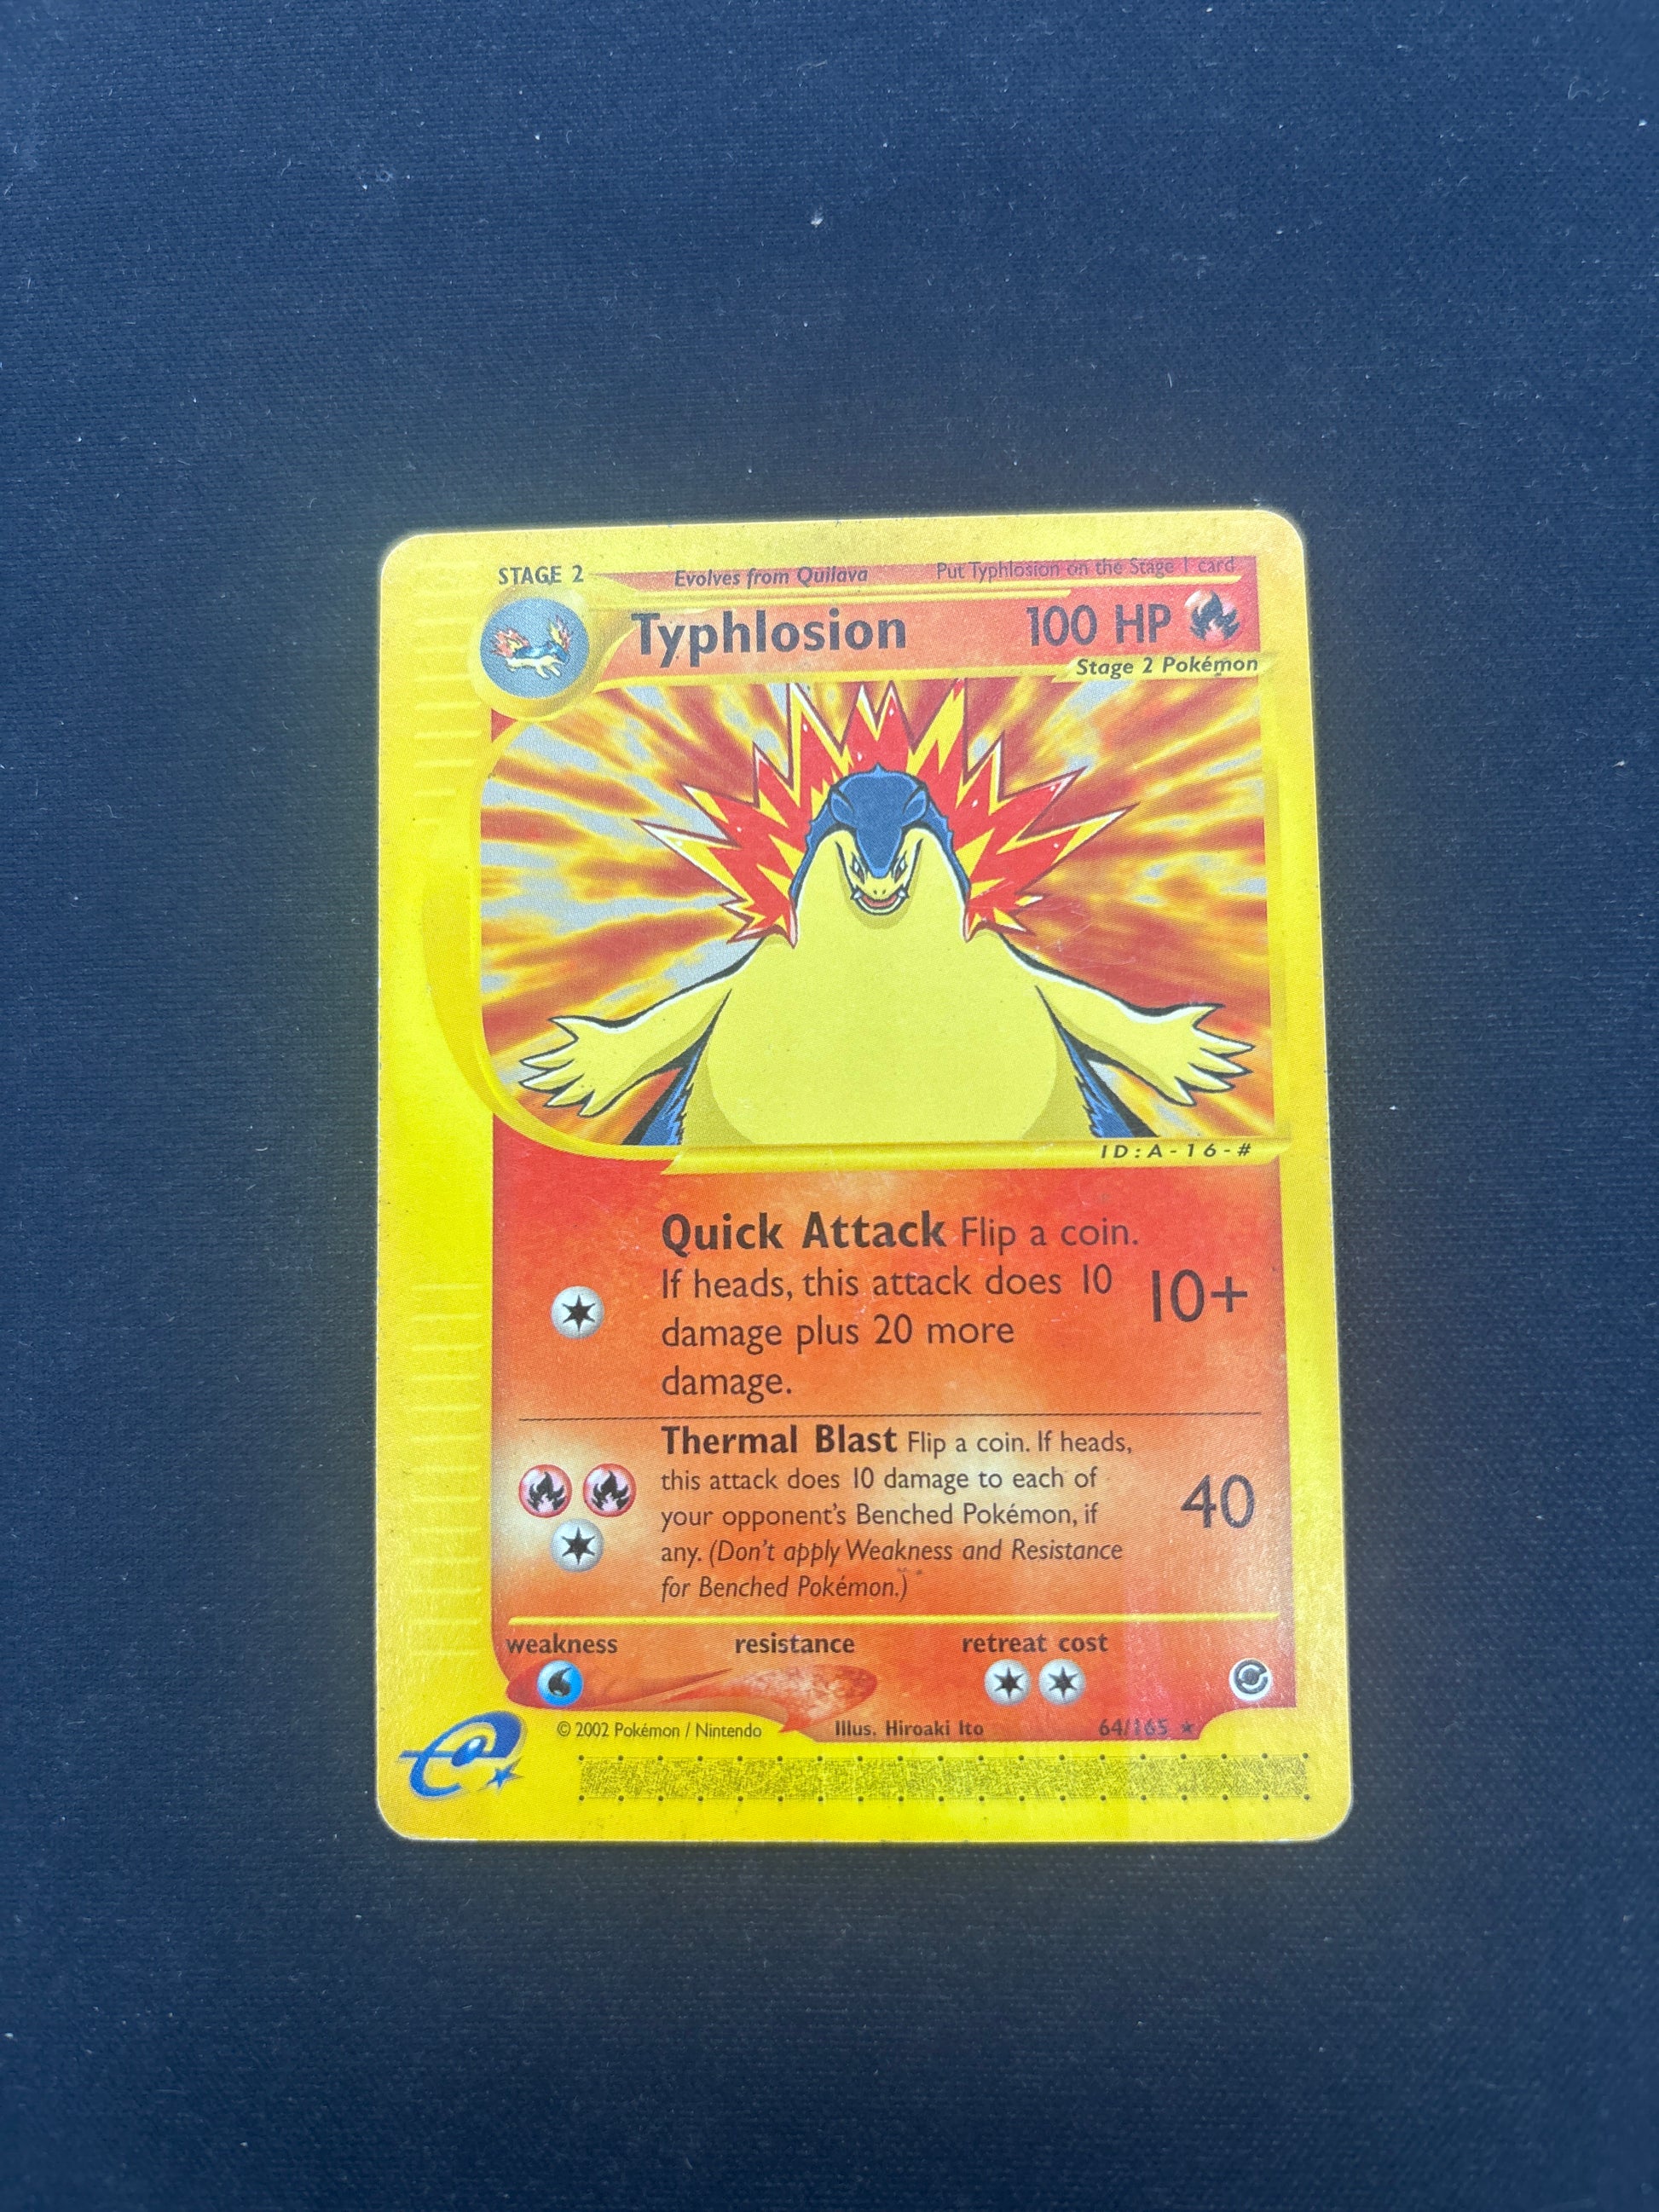 STAGE 2 Evolves from Quilava Put Typhlosion on the Stage 1 card
Typhlosion 100 HP
Stage 2 Pokémon
ID:A-16-#
Quick Attack Flip a coin.
If heads, this attack does 10
damage plus 20 more
damage.
10+
Thermal Blast Flip a coin. If heads,
this attack does 10 damage to each of
your opponent's Benched Pokémon, if
any. (Don't apply Weakness and Resistance
for Benched Pokémon.)
40
weakness resistance retreat cost
© 2002 Pokémon / Nintendo Illus. Hiroaki Ito 64/165 ★
e